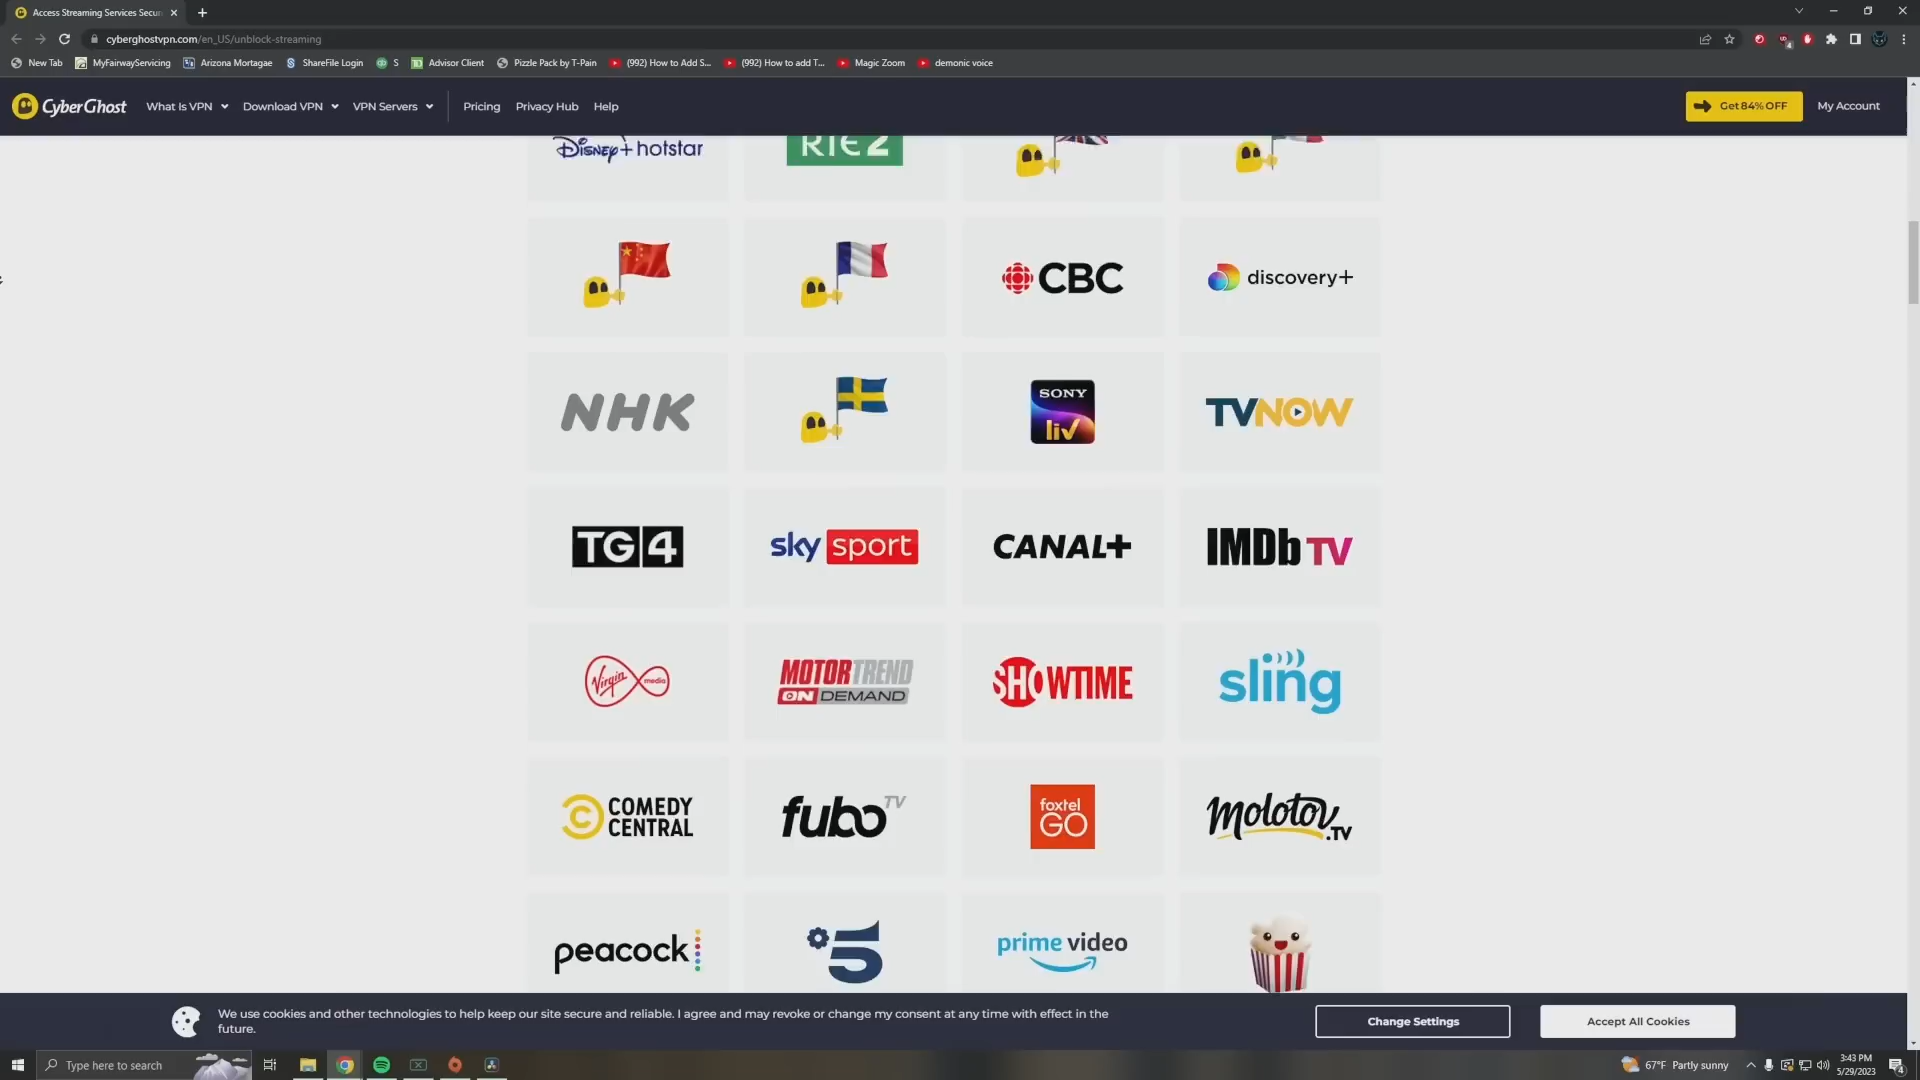 Access Streaming Services Secu
cyberghostvpn.com/en_US/unblock-streaming
New Tab
MyFairwayServicing
Arizona Mortagae
ShareFile Login
S
Advisor Client
Pizzle Pack by T-Pain
(992) How to Add S...
(992) How to add T...
Magic Zoom
demonic voice
CyberGhost
What Is VPN
Download VPN
VPN Servers
Pricing
Privacy Hub
Help
Get 84% OFF
My Account
Disney+ hotstar
RTÉ 2
CBC
discovery+
NHK
SONY
liv
TVNOW
TG4
sky sport
CANAL+
IMDb TV
Virgin media
MOTORTREND
ON DEMAND
SHOWTIME
sling
COMEDY
CENTRAL
fubo TV
foxtel
GO
molotov.TV
peacock
5
prime video
We use cookies and other technologies to help keep our site secure and reliable. I agree and may revoke or change my consent at any time with effect in the
future.
Change Settings
Accept All Cookies
Type here to search
67°F Partly sunny
3:43 PM
5/29/2023
4